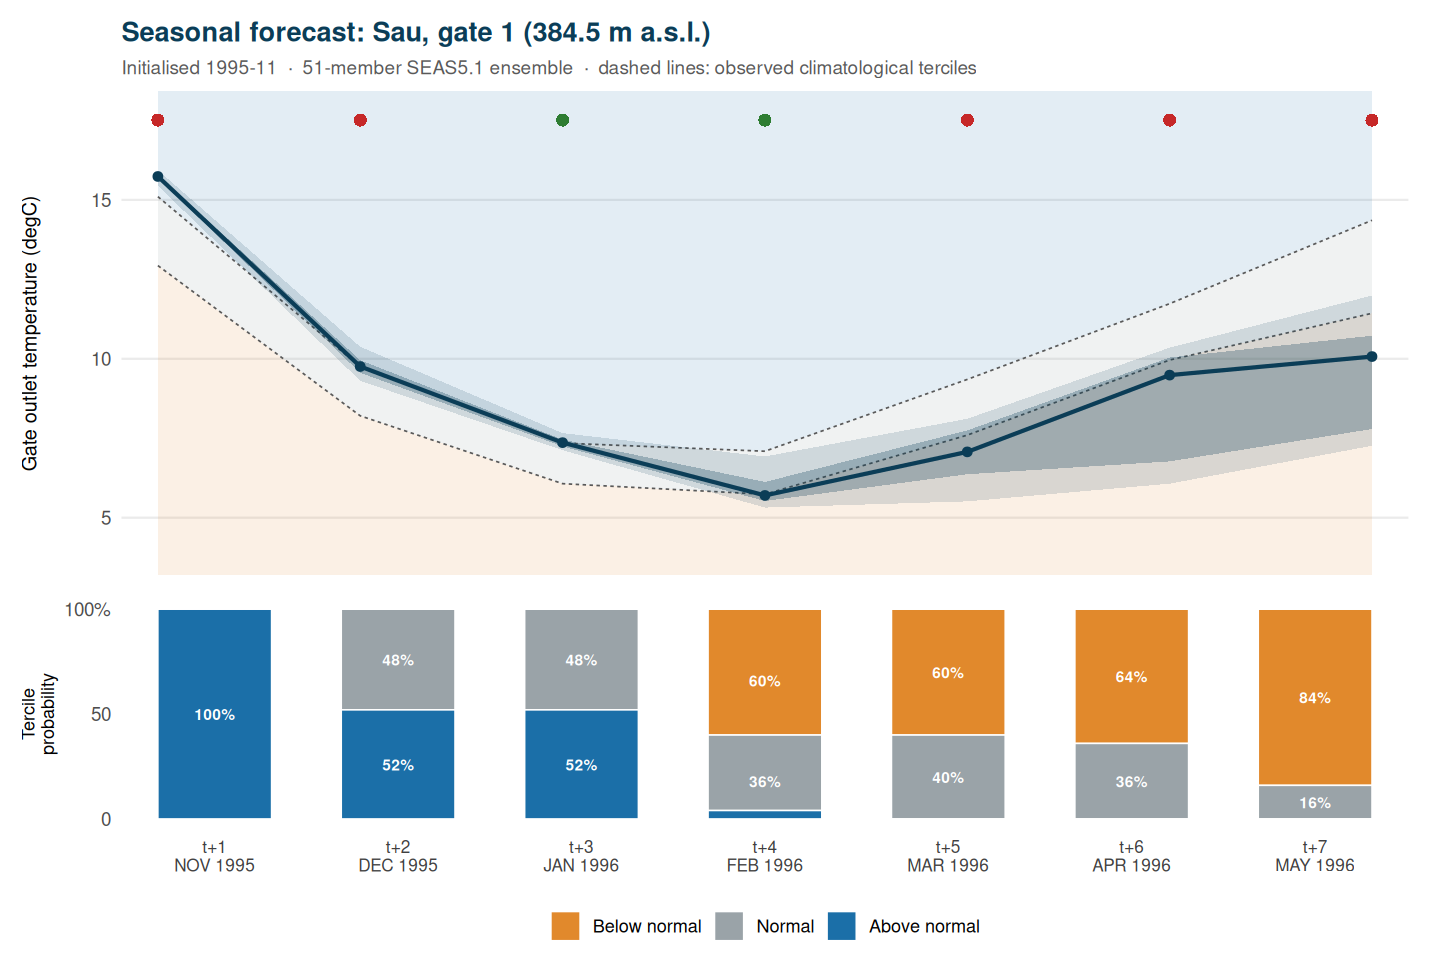 Seasonal forecast: Sau, gate 1 (384.5 m a.s.l.)
Initialised 1995-11 · 51-member SEAS5.1 ensemble · dashed lines: observed climatological terciles
Gate outlet temperature (degC)
15
10
5
Tercile
probability
100%
50
0
100%
48%
52%
48%
52%
60%
36%
60%
40%
64%
36%
84%
16%
t+1
NOV 1995
t+2
DEC 1995
t+3
JAN 1996
t+4
FEB 1996
t+5
MAR 1996
t+6
APR 1996
t+7
MAY 1996
Below normal
Normal
Above normal